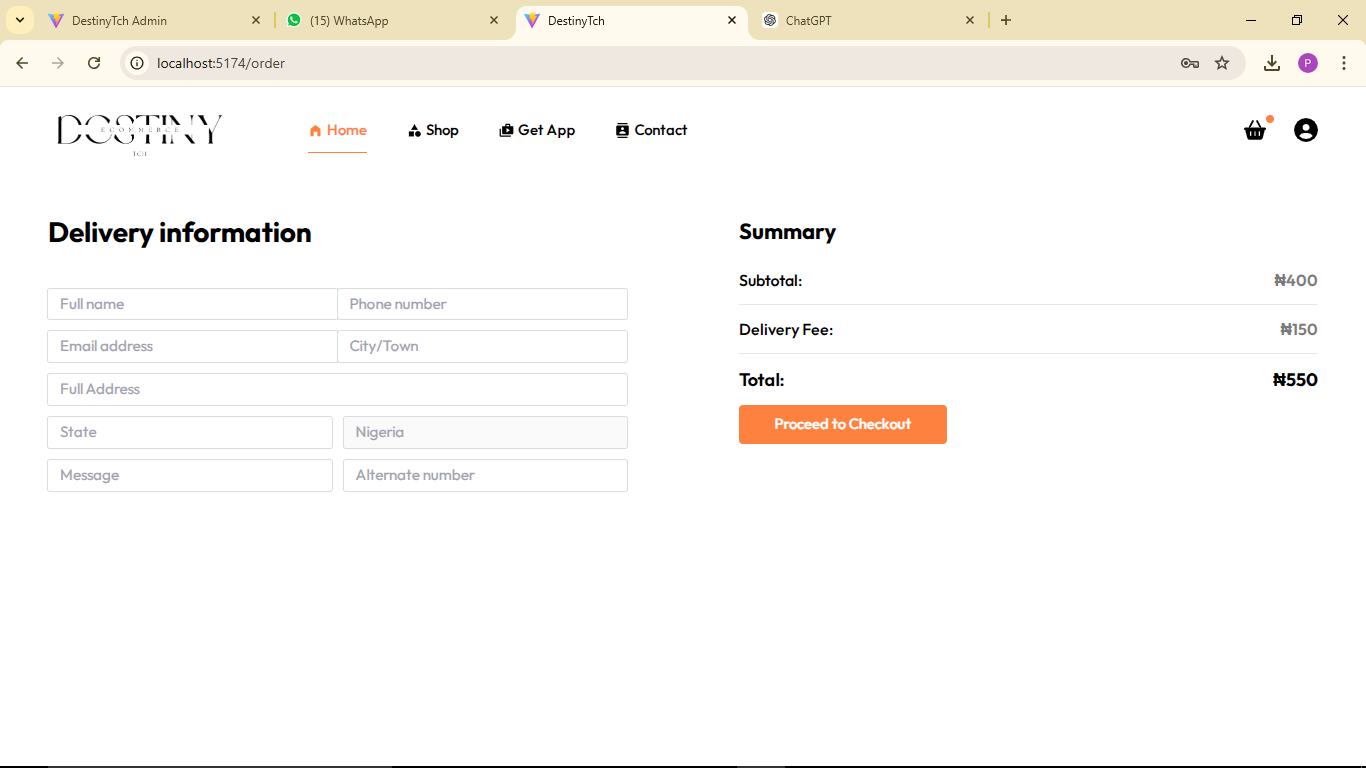 DestinyTch Admin
(15) WhatsApp
DestinyTch
ChatGPT
localhost:5174/order
P
DESTINY
ECOMMERCE
TCH
Home
Shop
Get App
Contact
Delivery information
Full name
Phone number
Email address
City/Town
Full Address
State
Nigeria
Message
Alternate number
Summary
Subtotal: ₦400
Delivery Fee: ₦150
Total: ₦550
Proceed to Checkout